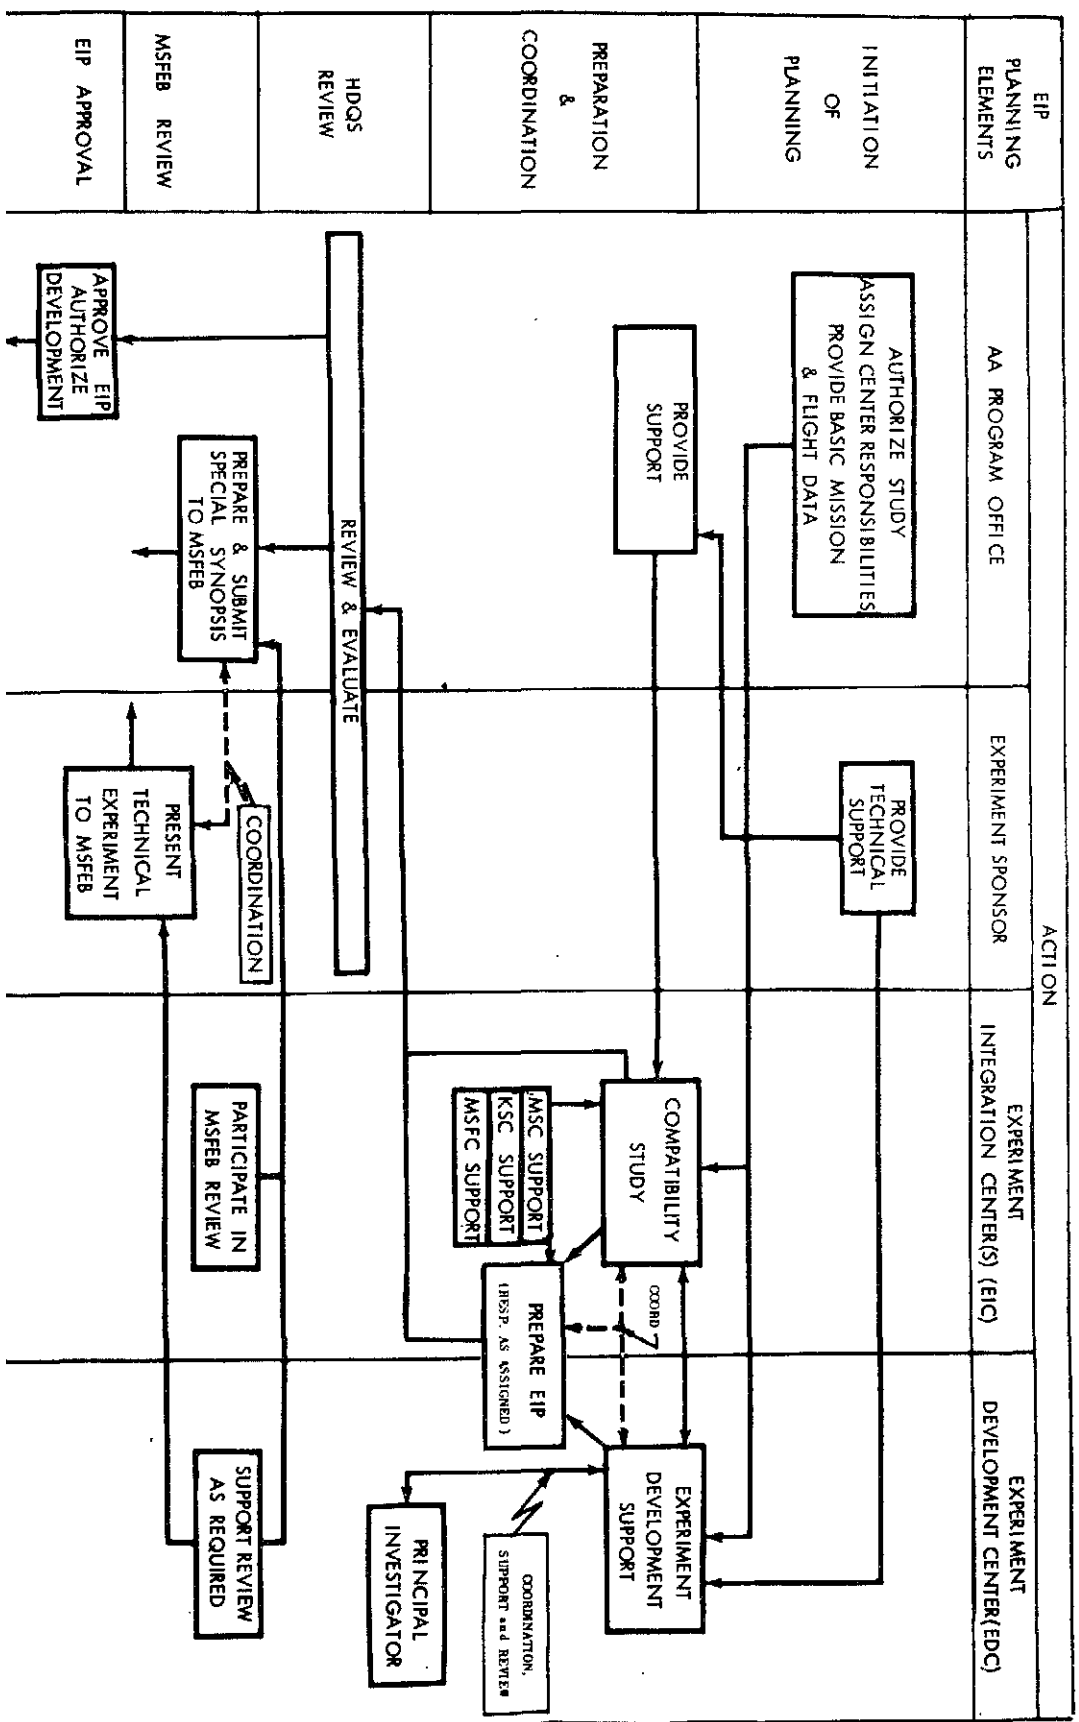 EIP
PLANNING
ELEMENTS
ACTION
AA PROGRAM OFFICE
EXPERIMENT SPONSOR
EXPERIMENT
INTEGRATION CENTER(S) (EIC)
EXPERIMENT
DEVELOPMENT CENTER(EDC)
INITIATION
OF
PLANNING
AUTHORIZE STUDY
ASSIGN CENTER RESPONSIBILITIES
PROVIDE BASIC MISSION
& FLIGHT DATA
PROVIDE
TECHNICAL
SUPPORT
PREPARATION
&
COORDINATION
PROVIDE
SUPPORT
COMPATIBILITY
STUDY
COORD
EXPERIMENT
DEVELOPMENT
SUPPORT
MSC SUPPORT
KSC SUPPORT
MSFC SUPPORT
PREPARE EIP
(RESP. AS ASSIGNED)
COORDINATION,
SUPPORT and REVIEW
PRINCIPAL
INVESTIGATOR
HDQS
REVIEW
REVIEW & EVALUATE
MSFEB REVIEW
PREPARE & SUBMIT
SPECIAL SYNOPSIS
TO MSFEB
COORDINATION
PRESENT
TECHNICAL
EXPERIMENT
TO MSFEB
PARTICIPATE IN
MSFEB REVIEW
SUPPORT REVIEW
AS REQUIRED
EIP APPROVAL
APPROVE EIP
AUTHORIZE
DEVELOPMENT